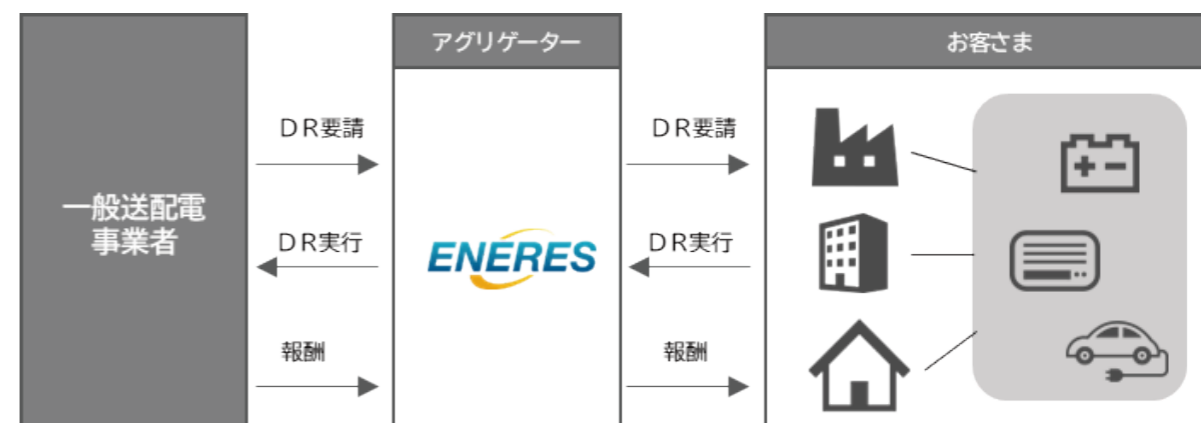 アグリゲーター
お客さま
ＤＲ要請
ＤＲ要請
一般送配電
事業者
ＤＲ実行
ENERES
ＤＲ実行
報酬
報酬